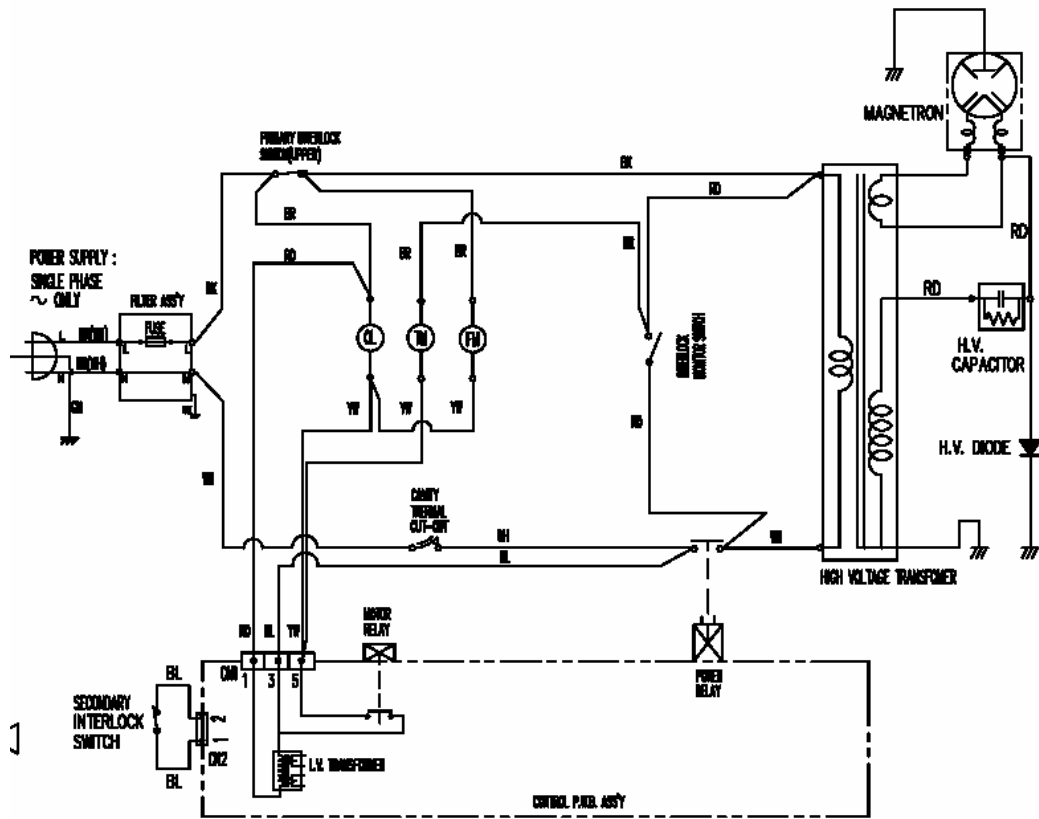 MAGNETRON
PRIMARY INTERLOCK
SWITCH(UPPER)
BK
RD
BR
RD
BR
BR
RD
POWER SUPPLY :
SINGLE PHASE
~ ONLY
FILTER ASS'Y
FUSE
RD
L
L
L
OL
TM
FM
INTERLOCK
MONITOR SWITCH
H.V.
CAPACITOR
N
N
YW
YW
YW
H.V. DIODE
CAVITY
THERMAL
CUT-OUT
WH
BL
HIGH VOLTAGE TRANSFOMER
RD
BL
YW
MOTOR
RELAY
POWER
RELAY
CN1
1
3
5
BL
SECONDARY
INTERLOCK
SWITCH
2
1
CN2
BL
L.V. TRANSFORMER
CONTROL P.W.B. ASS'Y